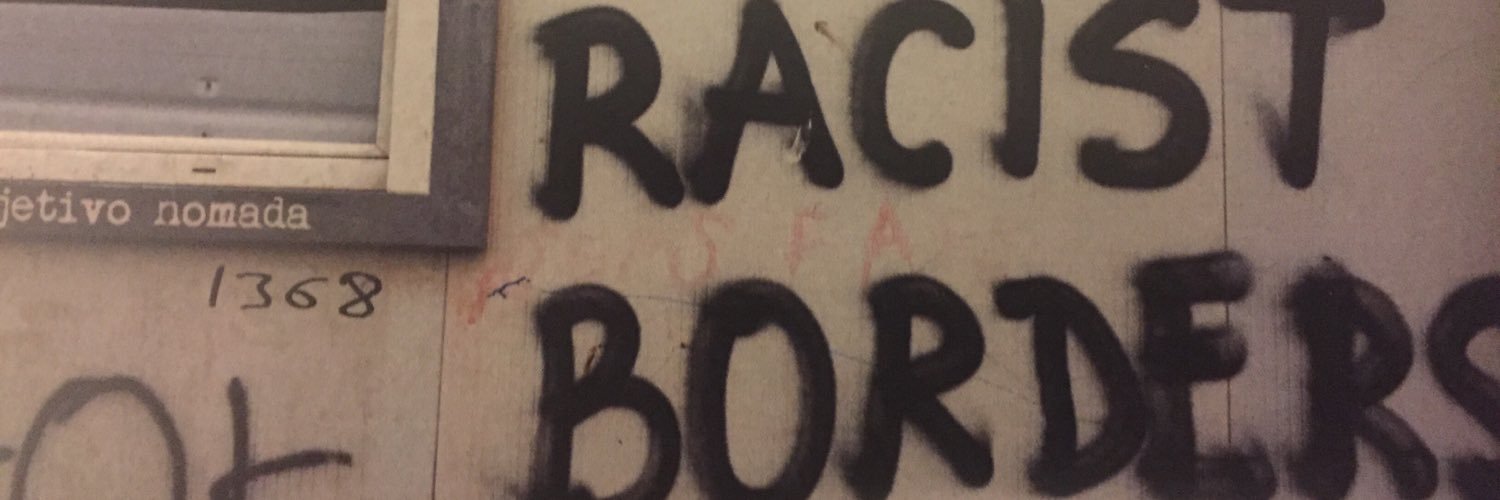 RACIST
BORDERS
jetivo nomada
1368